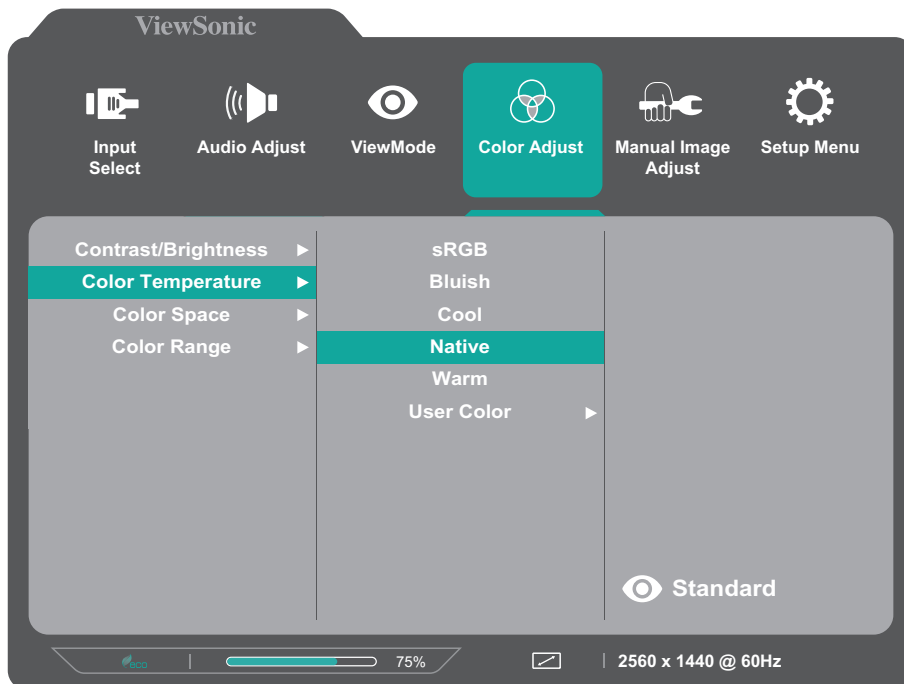 ViewSonic
Input Select
Audio Adjust
ViewMode
Color Adjust
Manual Image Adjust
Setup Menu
Contrast/Brightness
Color Temperature
Color Space
Color Range
sRGB
Bluish
Cool
Native
Warm
User Color
Standard
eco
75%
2560 x 1440 @ 60Hz